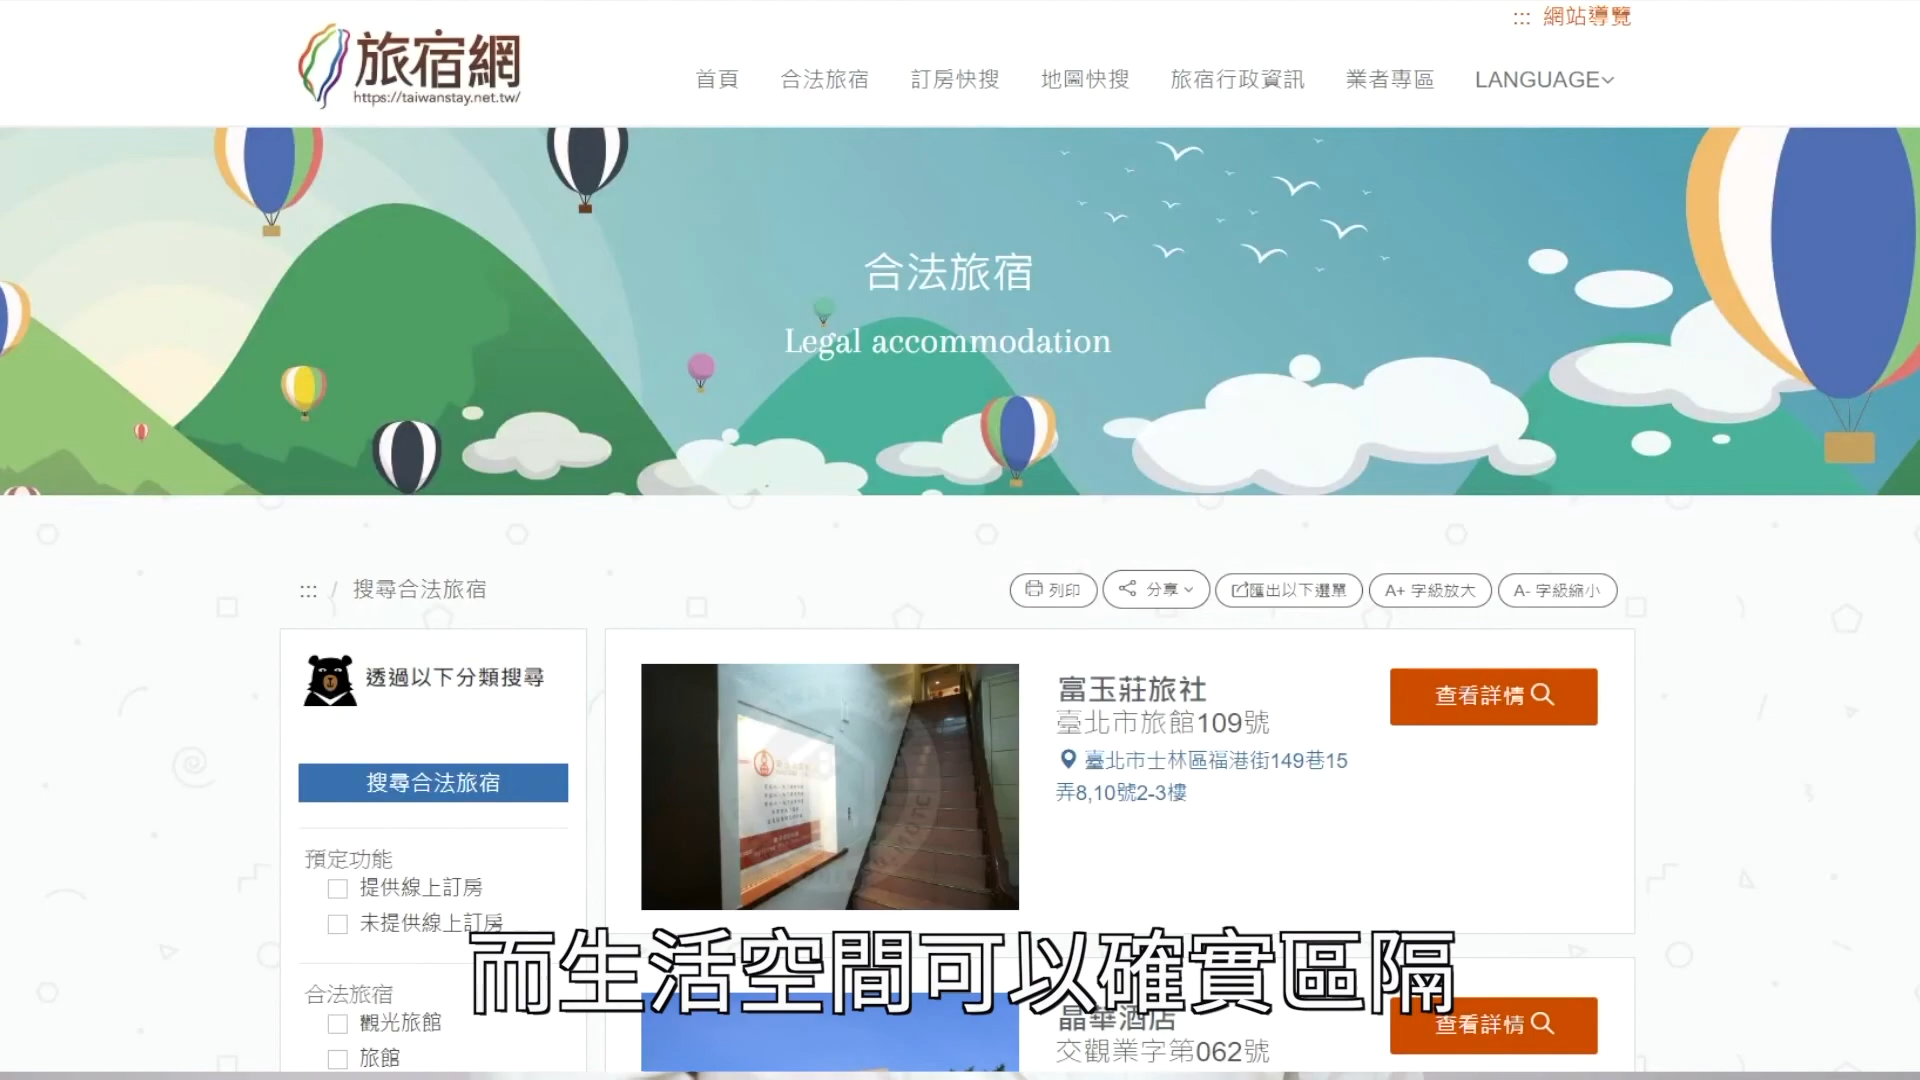 ::: 網站導覽
旅宿網
https://taiwanstay.net.tw/
首頁 合法旅宿 訂房快搜 地圖快搜 旅宿行政資訊 業者專區 LANGUAGE
合法旅宿
Legal accommodation
::: / 搜尋合法旅宿
列印 分享 匯出以下選單 A+ 字級放大 A- 字級縮小
透過以下分類搜尋
搜尋合法旅宿
預定功能
提供線上訂房
未提供線上訂房
合法旅宿
觀光旅館
旅館
富玉莊旅社
臺北市旅館109號
臺北市士林區福港街149巷15
弄8,10號2-3樓
查看詳情
而生活空間可以確實區隔
晶華酒店
交觀業字第062號
查看詳情